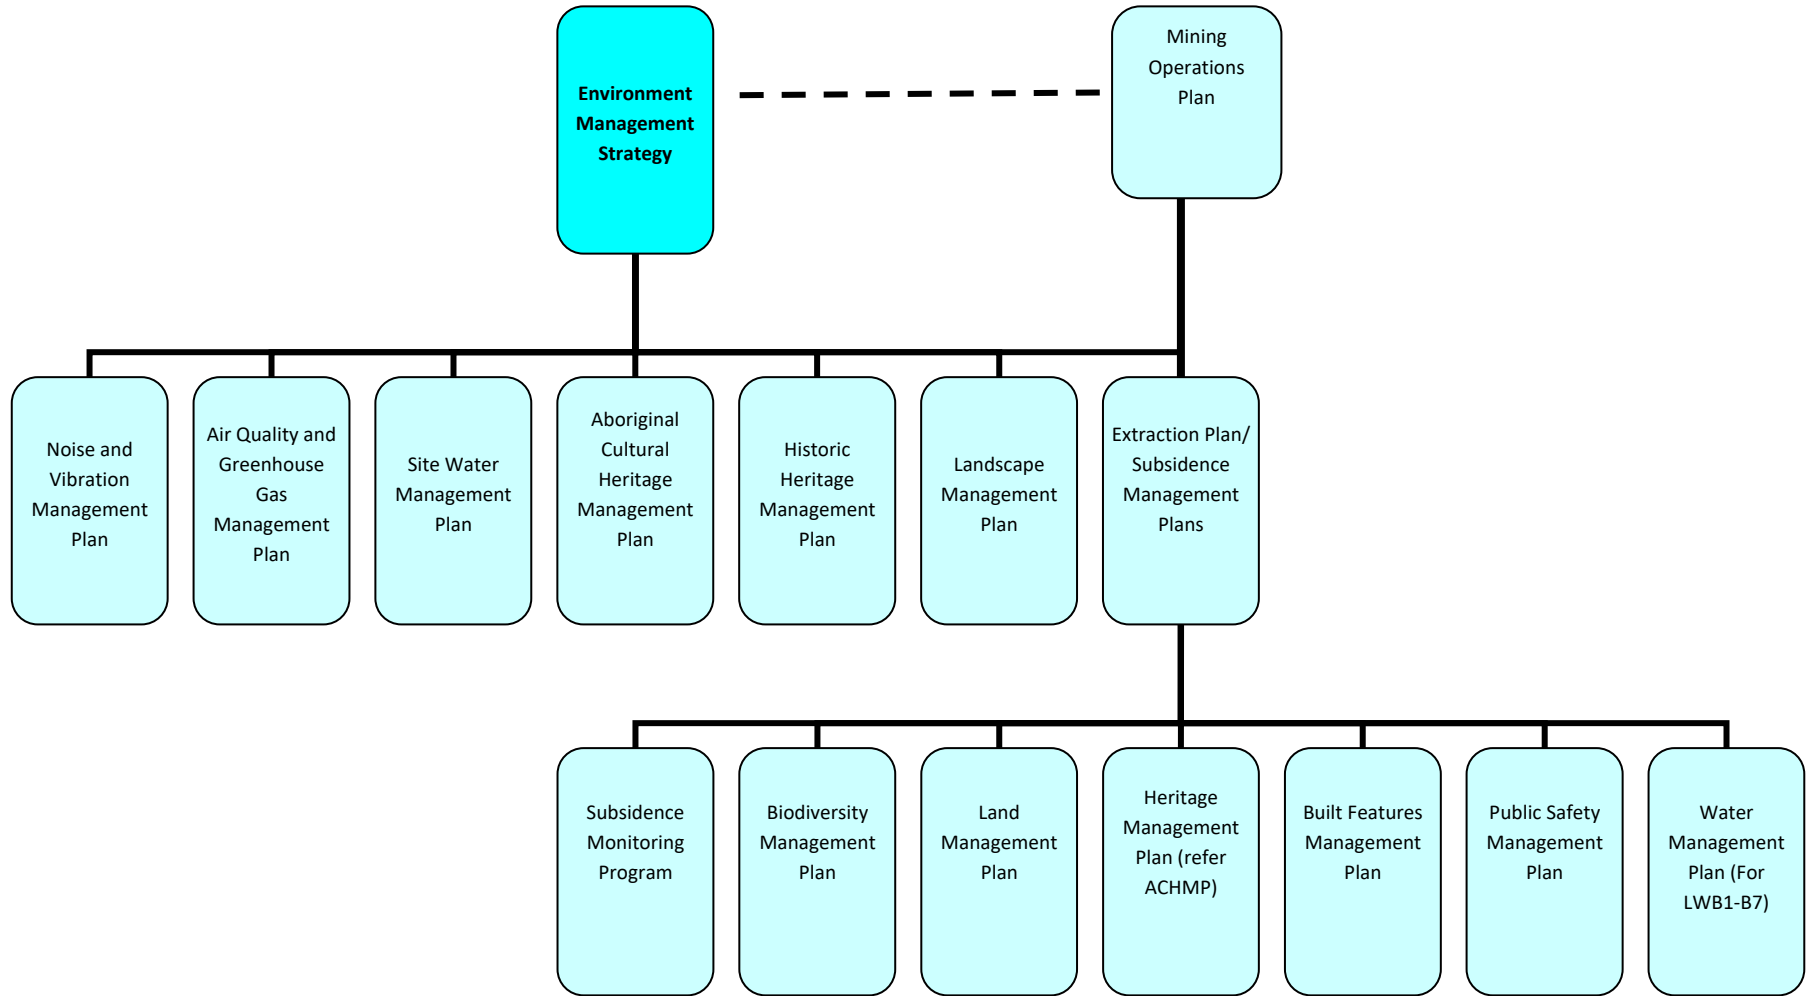 Environment
Management
Strategy
Mining
Operations
Plan
Noise and
Vibration
Management
Plan
Air Quality and
Greenhouse
Gas
Management
Plan
Site Water
Management
Plan
Aboriginal
Cultural
Heritage
Management
Plan
Historic
Heritage
Management
Plan
Landscape
Management
Plan
Extraction Plan/
Subsidence
Management
Plans
Subsidence
Monitoring
Program
Biodiversity
Management
Plan
Land
Management
Plan
Heritage
Management
Plan (refer
ACHMP)
Built Features
Management
Plan
Public Safety
Management
Plan
Water
Management
Plan (For
LWB1-B7)